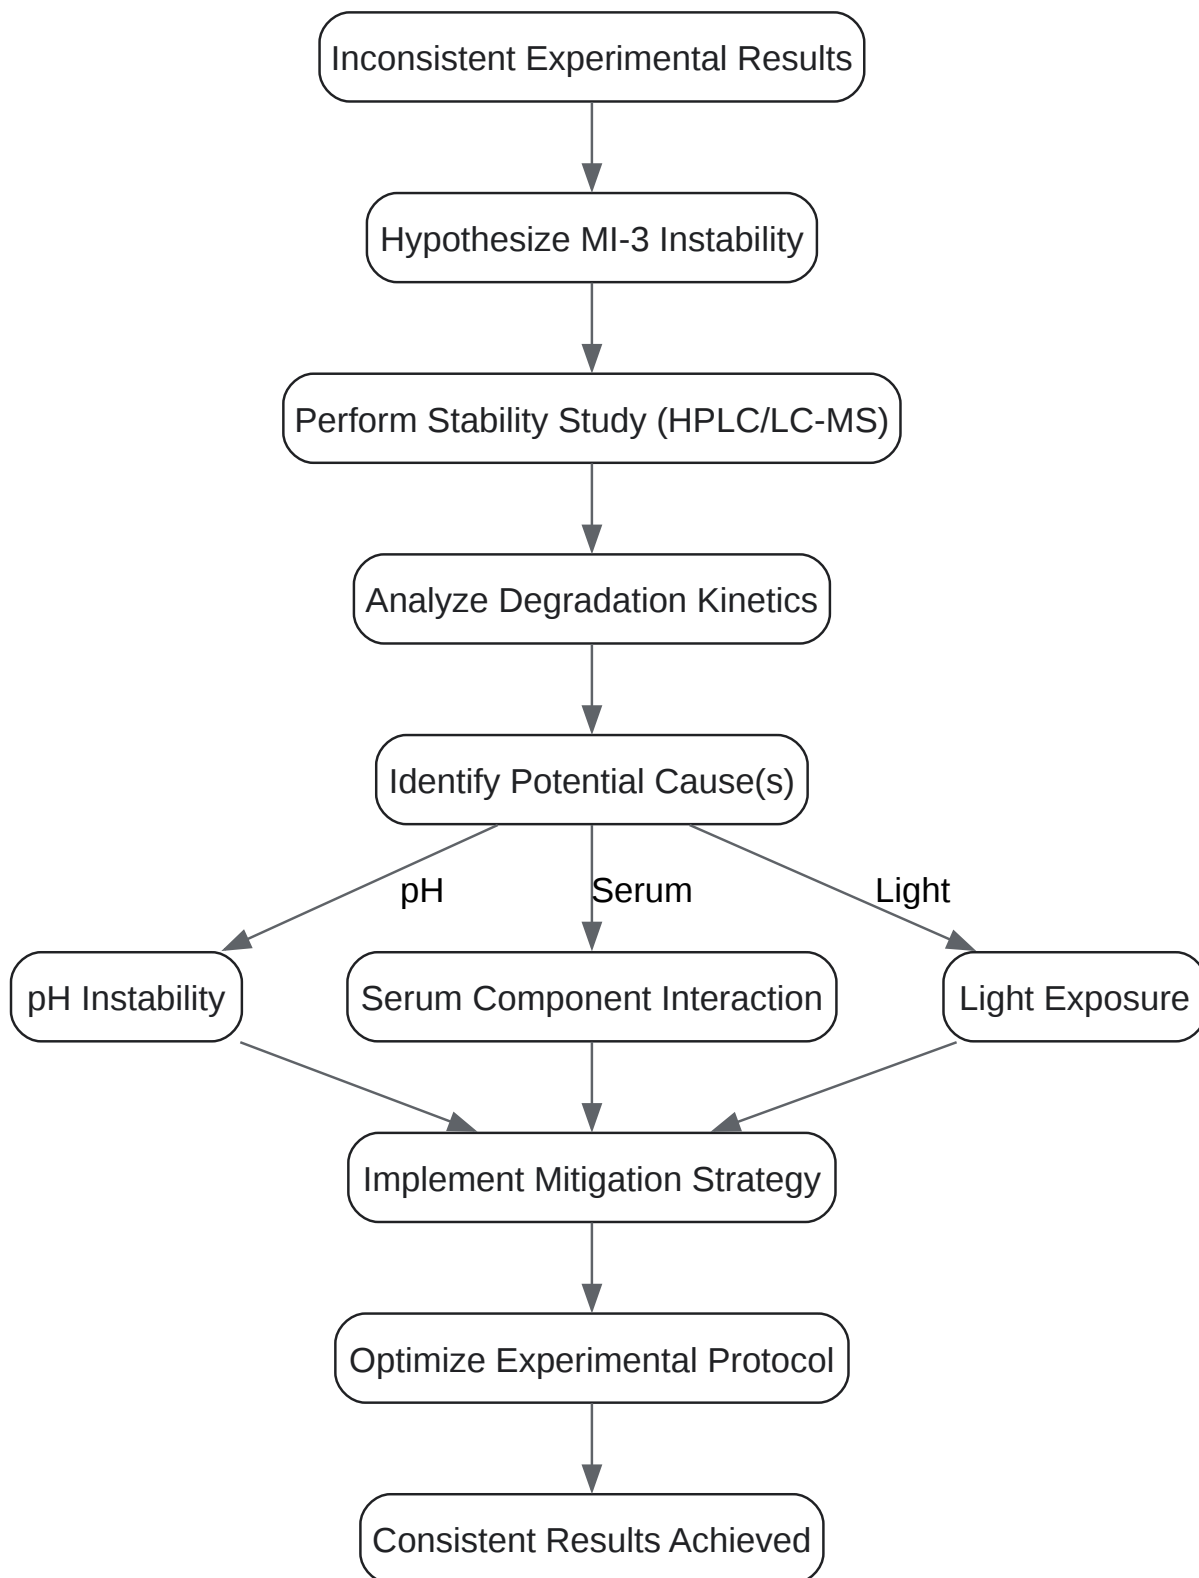 Inconsistent Experimental Results
Hypothesize MI-3 Instability
Perform Stability Study (HPLC/LC-MS)
Analyze Degradation Kinetics
Identify Potential Cause(s)
pH
Serum
Light
pH Instability
Serum Component Interaction
Light Exposure
Implement Mitigation Strategy
Optimize Experimental Protocol
Consistent Results Achieved